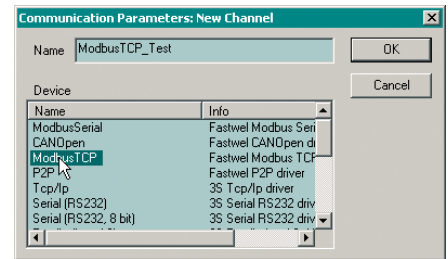 Communication Parameters: New Channel
Name ModbusTCP_Test OK
Cancel
Device
Name Info
ModbusSerial Fastwel Modbus Seri
CANOpen Fastwel CANOpen dr
ModbusTCP Fastwel Modbus TCF
P2P Fastwel P2P driver
Tcp/Ip 3S Tcp/Ip driver
Serial (RS232) 3S Serial RS232 driv
Serial (RS232, 8 bit) 3S Serial RS232 driv